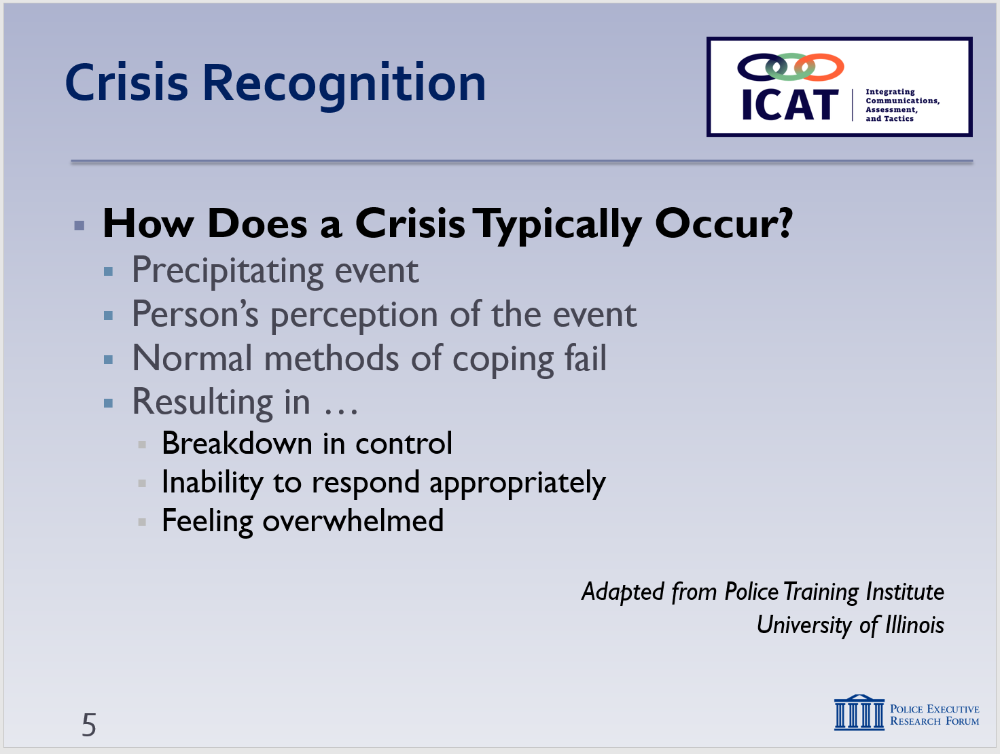 Crisis Recognition
ICAT
Integrating
Communications,
Assessment,
and Tactics
How Does a Crisis Typically Occur?
Precipitating event
Person’s perception of the event
Normal methods of coping fail
Resulting in …
Breakdown in control
Inability to respond appropriately
Feeling overwhelmed
Adapted from Police Training Institute
University of Illinois
5
Police Executive
Research Forum